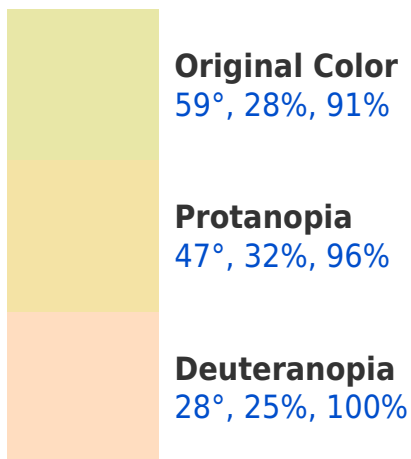 Original Color
59°, 28%, 91%
Protanopia
47°, 32%, 96%
Deuteranopia
28°, 25%, 100%